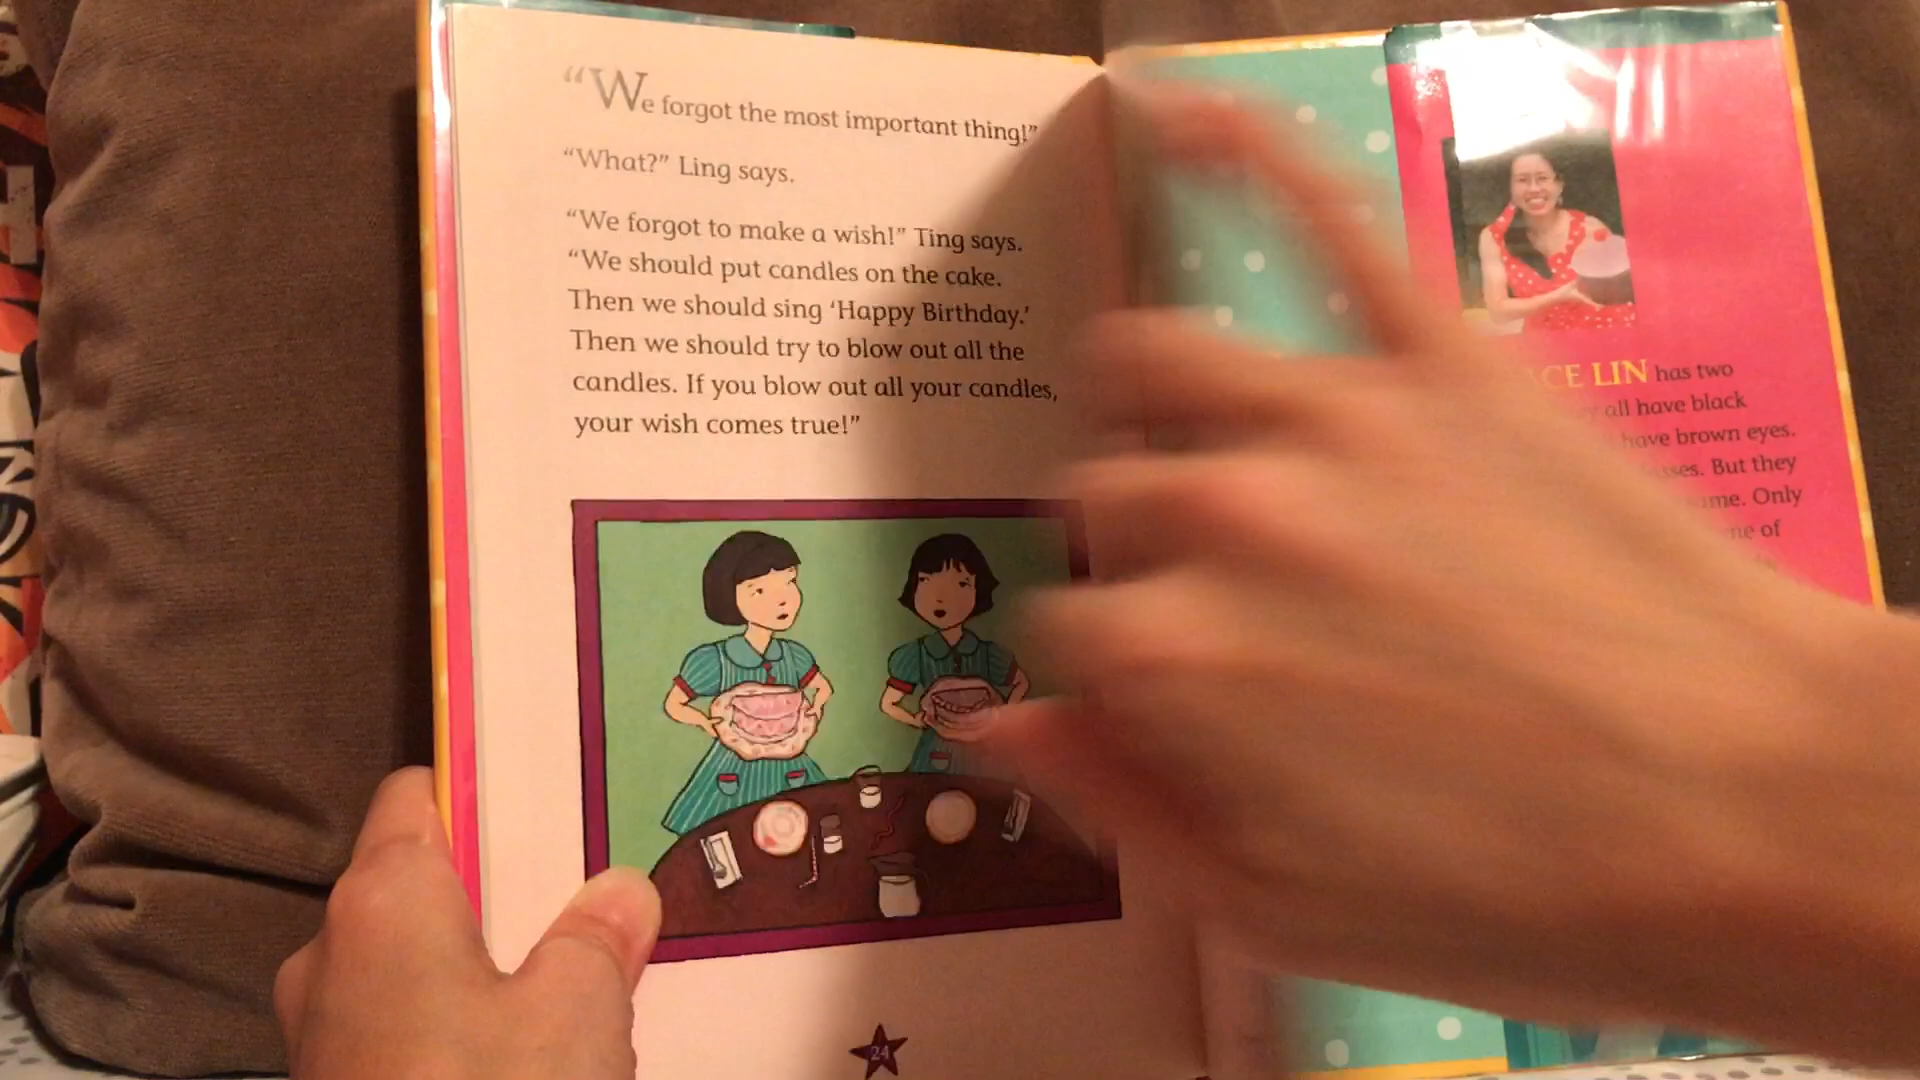 “We forgot the most important thing!”
“What?” Ling says.
“We forgot to make a wish!” Ting says.
“We should put candles on the cake.
Then we should sing ‘Happy Birthday.’
Then we should try to blow out all the
candles. If you blow out all your candles,
your wish comes true!”
24
LIN has two
all have black
have brown eyes.
But they
Only
of